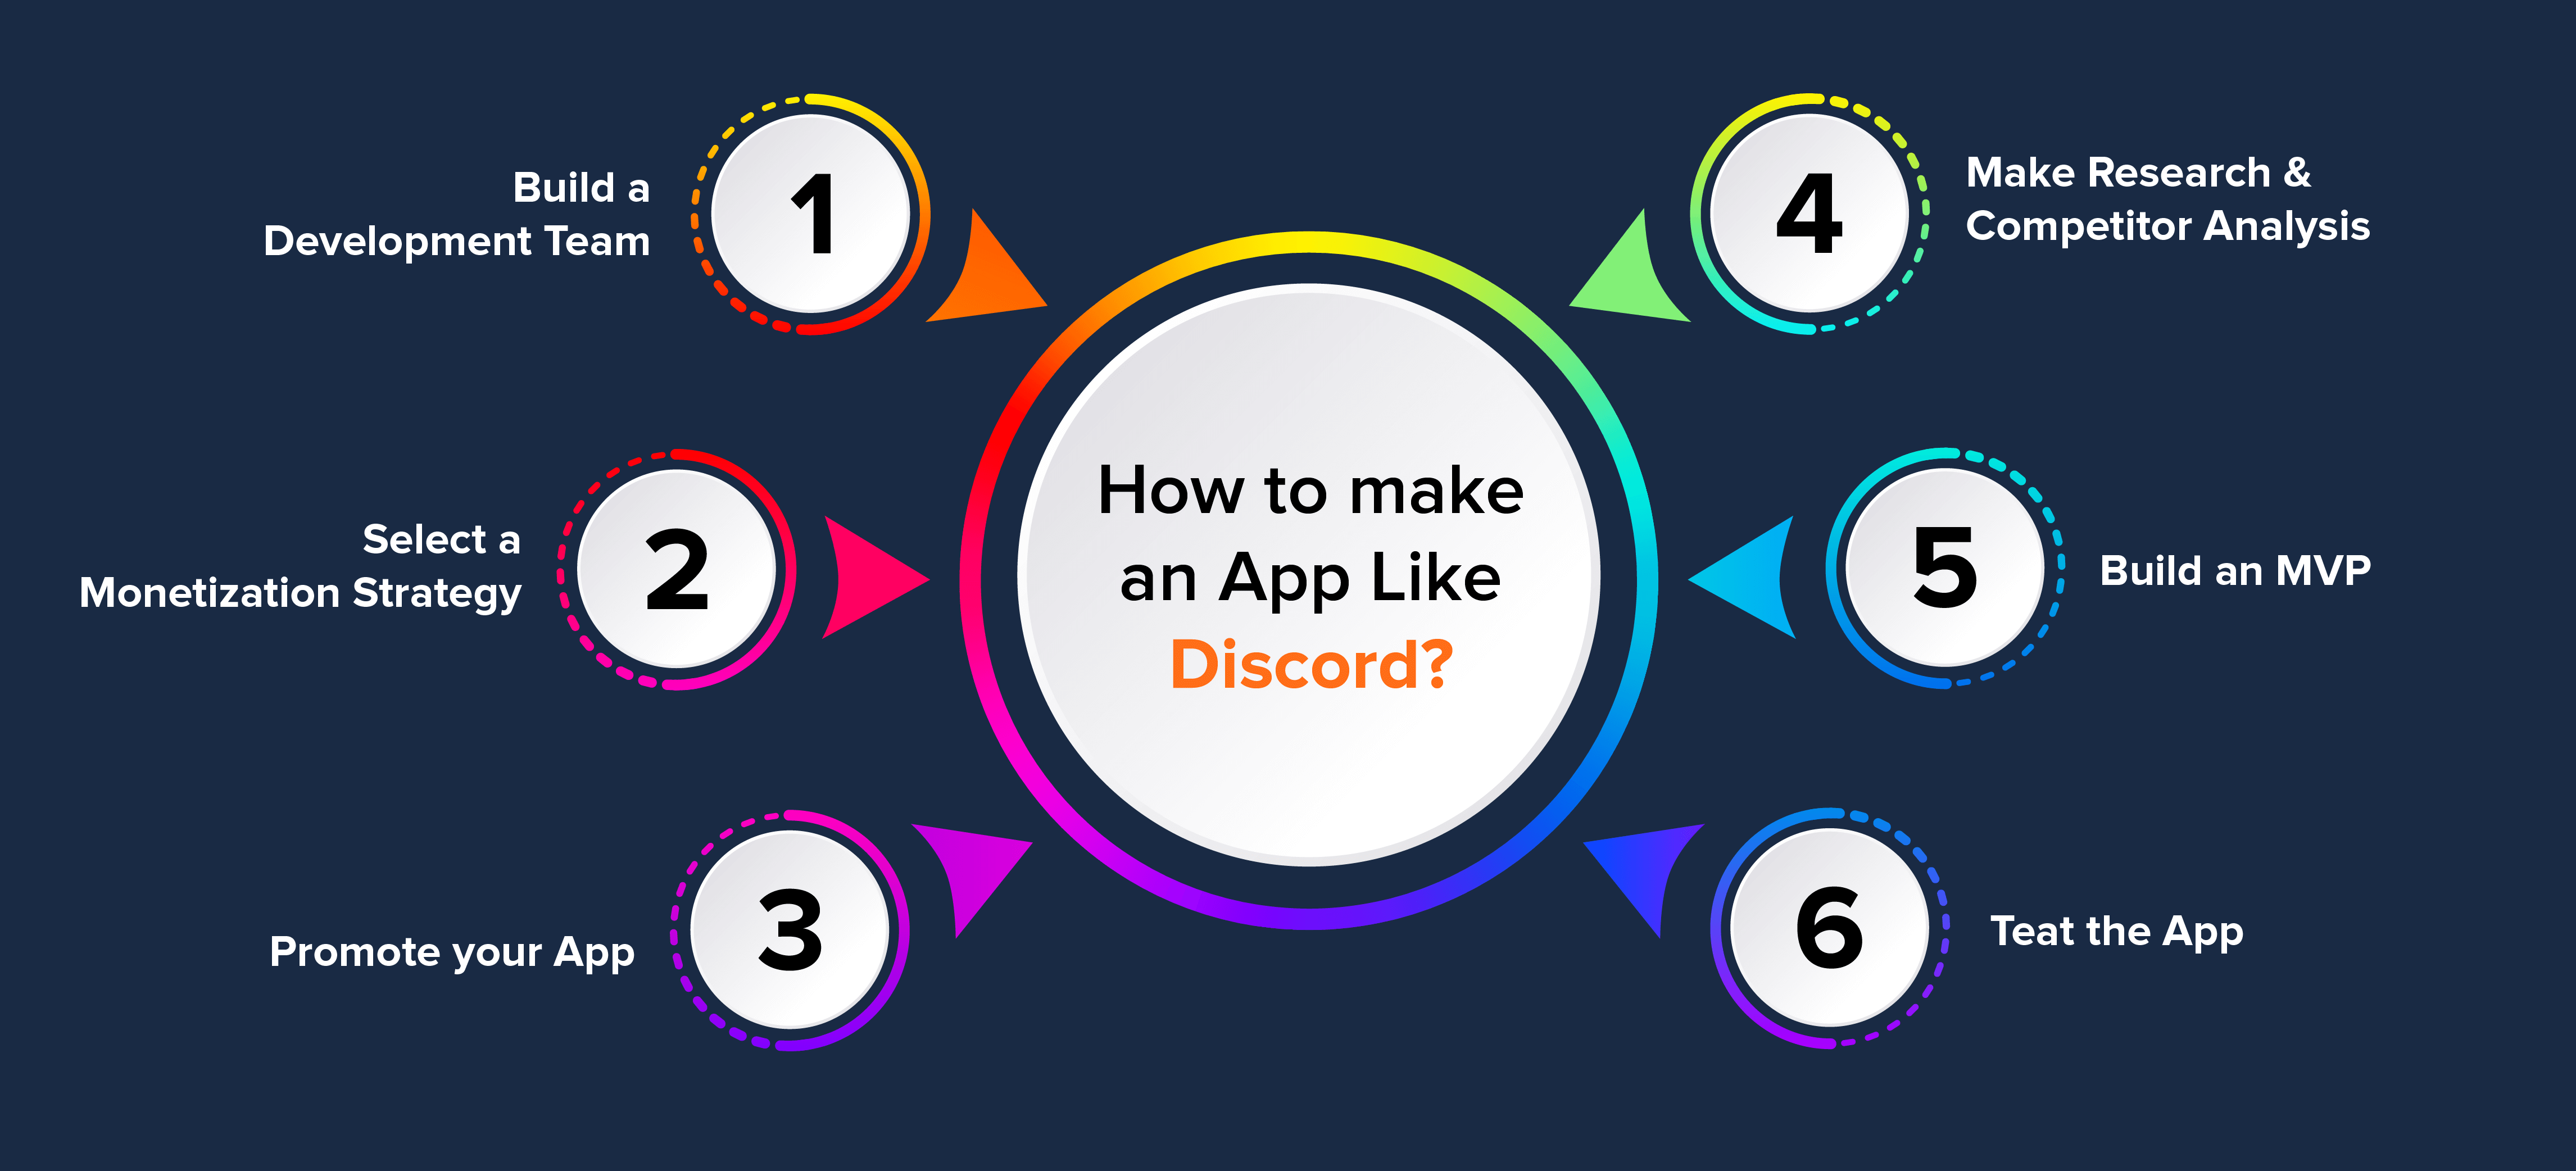 1
Build a
Development Team
2
Select a
Monetization Strategy
3
Promote your App
How to make
an App Like
Discord?
4
Make Research &
Competitor Analysis
5
Build an MVP
6
Teat the App